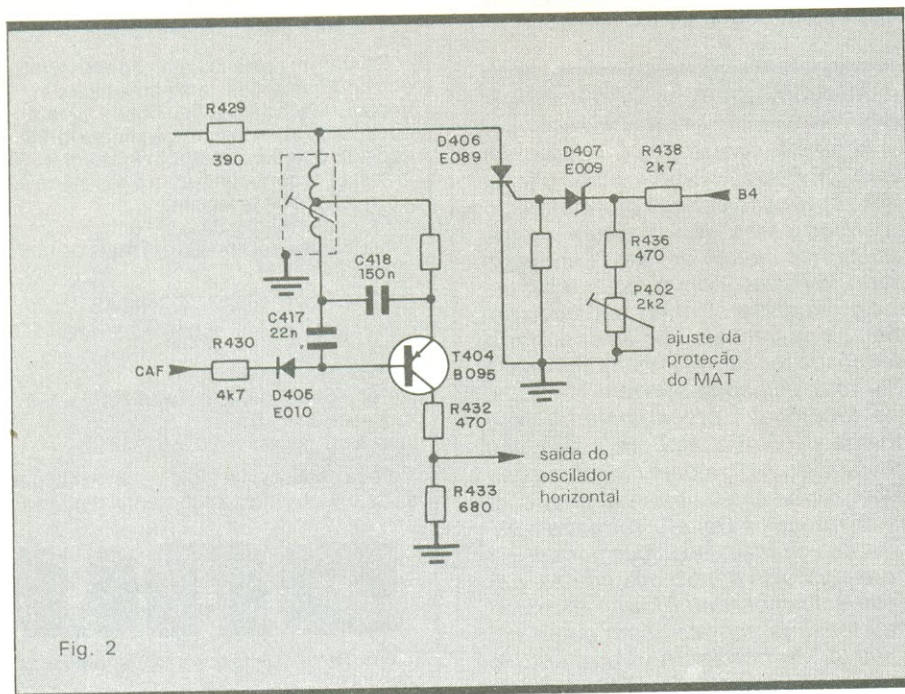 R429
390
D406
E089
D407
E009
R438
2k7
B4
R436
470
P402
2k2
ajuste da
proteção
do MAT
C418
150n
C417
22n
R430
CAF
4k7
D405
E010
T404
B095
R432
470
saída do
oscilador
horizontal
R433
680
Fig. 2